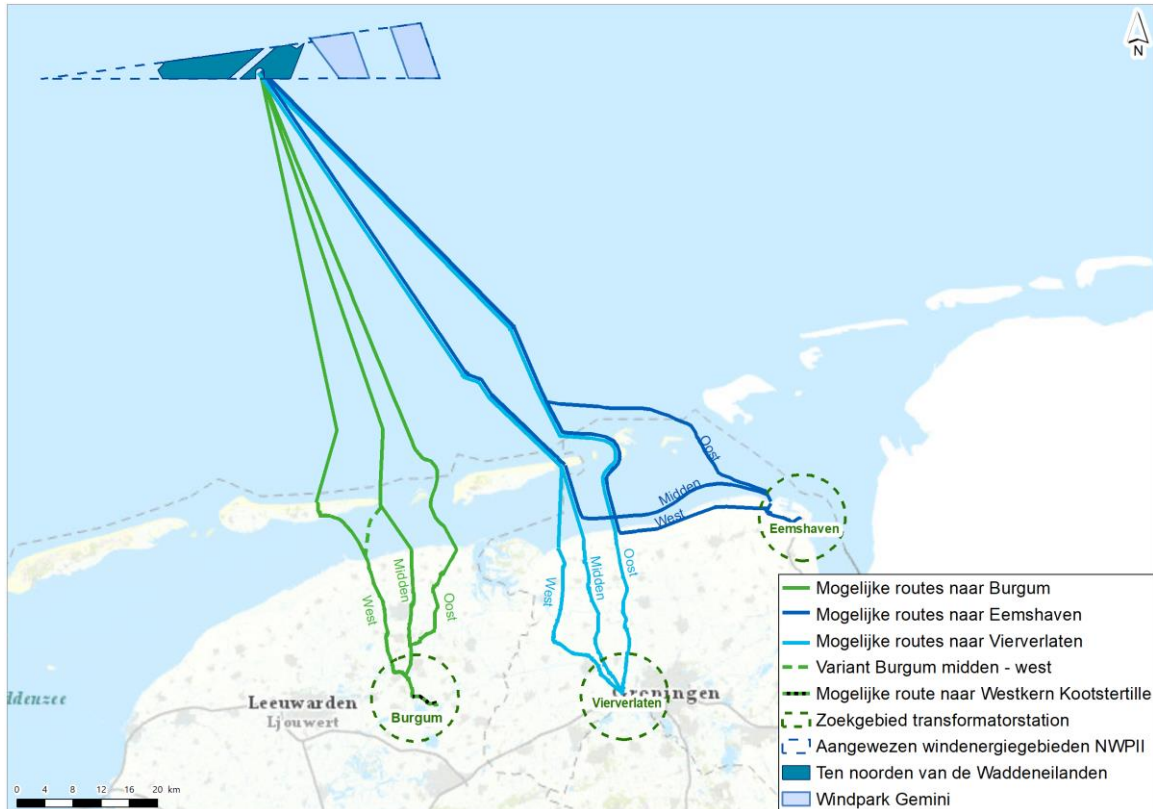 N
Oost
Midden
West
Eemshaven
Oost
Midden
West
Midden
Oost
West
Leeuwarden
Ljouwert
Burgum
Groningen
Vierverlaten
ddenzee
Mogelijke routes naar Burgum
Mogelijke routes naar Eemshaven
Mogelijke routes naar Vierverlaten
Variant Burgum midden - west
Mogelijke route naar Westkern Kootstertille
Zoekgebied transformatorstation
Aangewezen windenergiegebieden NWPII
Ten noorden van de Waddeneilanden
Windpark Gemini
0 4 8 12 16 20 km